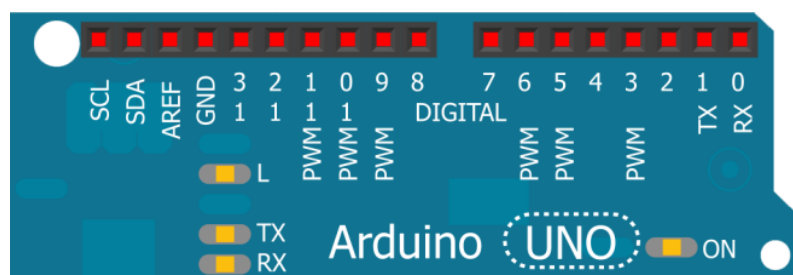 SCL SDA AREF GND 13 12 11 10 9 8 7 6 5 4 3 2 1 0
DIGITAL
PWM PWM PWM PWM PWM PWM TX RX
L
TX
RX
Arduino UNO ON